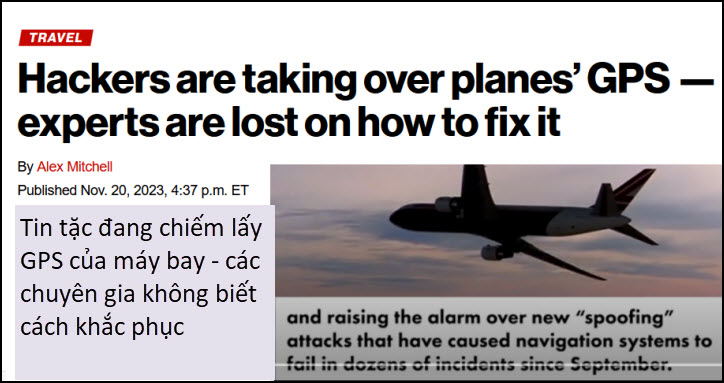 TRAVEL
Hackers are taking over planes’ GPS —
experts are lost on how to fix it
By Alex Mitchell
Published Nov. 20, 2023, 4:37 p.m. ET
Tin tặc đang chiếm lấy
GPS của máy bay - các
chuyên gia không biết
cách khắc phục
and raising the alarm over new “spoofing”
attacks that have caused navigation systems to
fail in dozens of incidents since September.